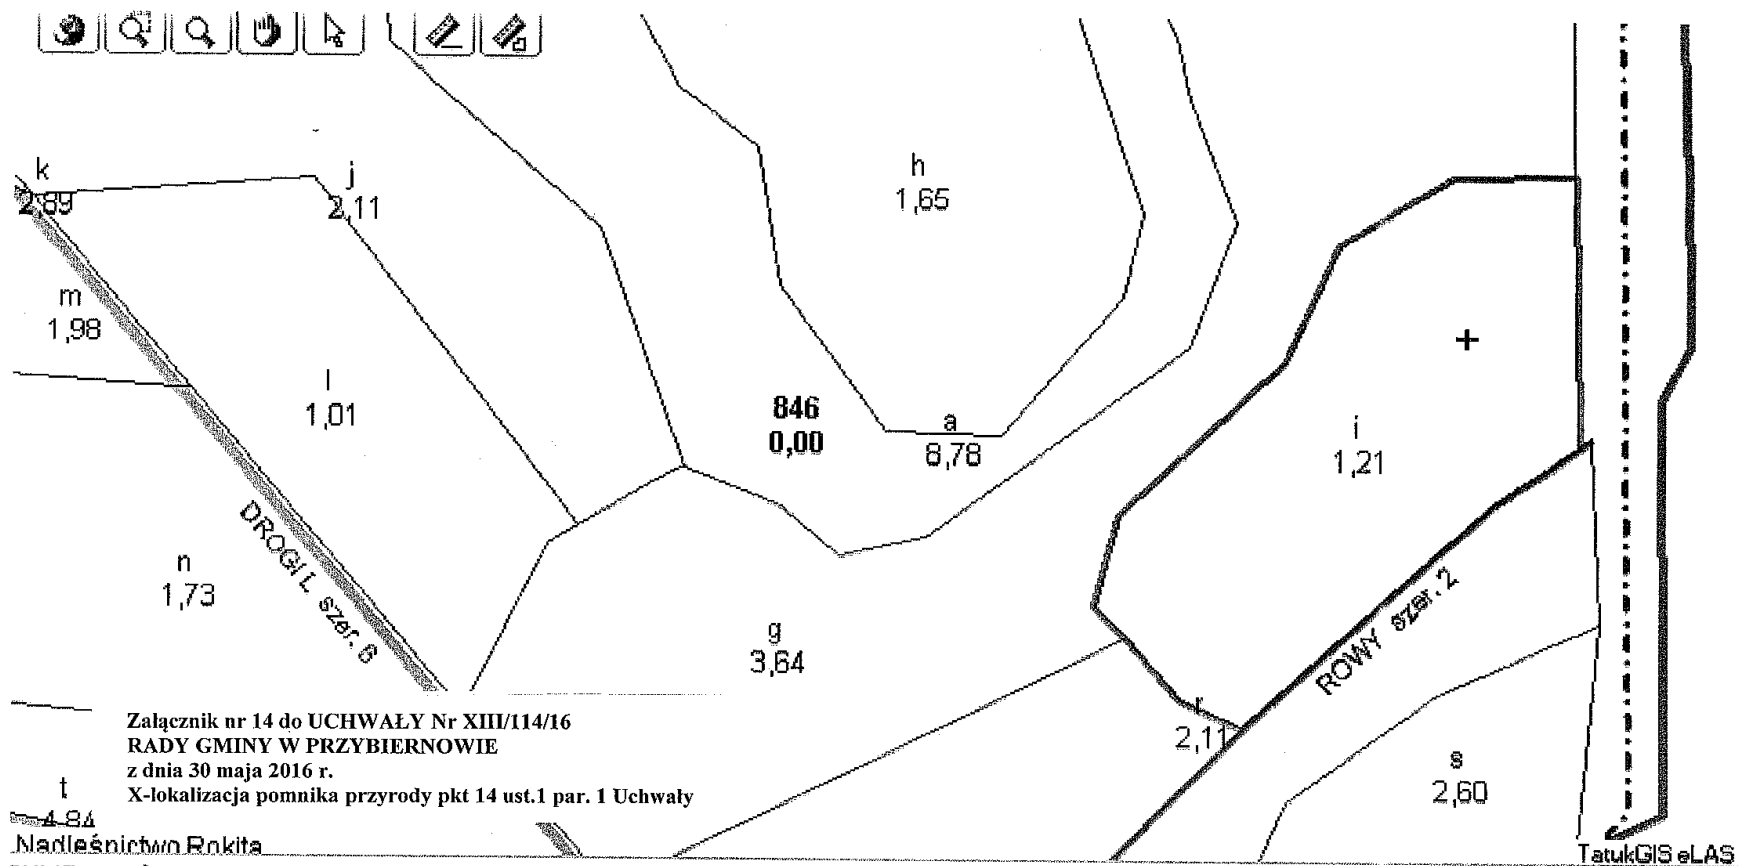 k
2,89
j
2,11
h
1,65
m
1,98
l
1,01
846
0,00
a
8,78
i
1,21
DROGI L szer. 6
n
1,73
g
3,64
ROWY szer. 2
r
2,11
s
2,60
Załącznik nr 14 do UCHWAŁY Nr XIII/114/16
RADY GMINY W PRZYBIERNOWIE
z dnia 30 maja 2016 r.
X-lokalizacja pomnika przyrody pkt 14 ust.1 par. 1 Uchwały
t
4,84
Nadleśnictwo Rokita
TatukGIS eLAS